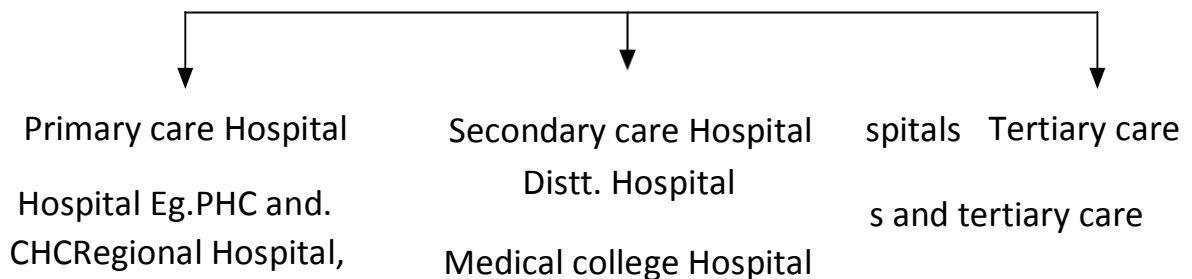 Primary care Hospital
Hospital Eg.PHC and.
CHCRegional Hospital,
Secondary care Hospital
Distt. Hospital
Medical college Hospital
spitals Tertiary care
s and tertiary care